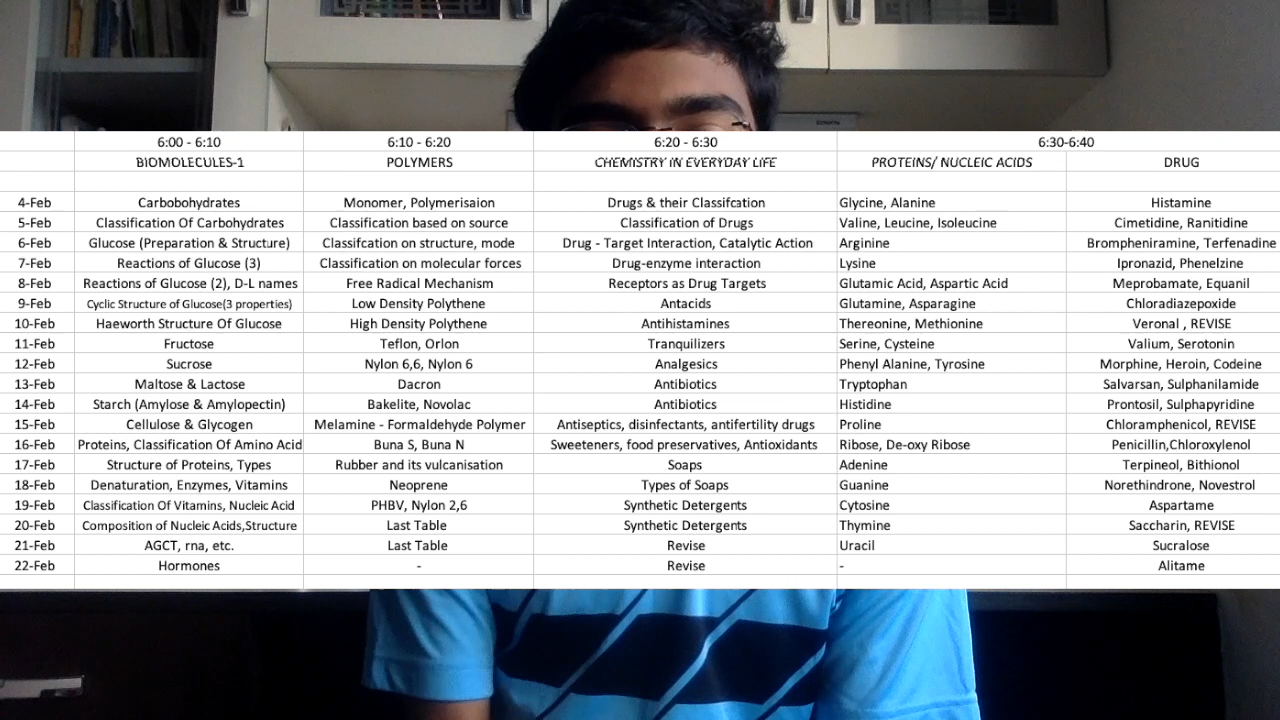 6:00 - 6:10 6:10 - 6:20 6:20 - 6:30 6:30-6:40
BIOMOLECULES-1 POLYMERS CHEMISTRY IN EVERYDAY LIFE PROTEINS/ NUCLEIC ACIDS DRUG
4-Feb Carbobohydrates Monomer, Polymerisaion Drugs & their Classifcation Glycine, Alanine Histamine
5-Feb Classification Of Carbohydrates Classification based on source Classification of Drugs Valine, Leucine, Isoleucine Cimetidine, Ranitidine
6-Feb Glucose (Preparation & Structure) Classifcation on structure, mode Drug - Target Interaction, Catalytic Action Arginine Brompheniramine, Terfenadine
7-Feb Reactions of Glucose (3) Classification on molecular forces Drug-enzyme interaction Lysine Ipronazid, Phenelzine
8-Feb Reactions of Glucose (2), D-L names Free Radical Mechanism Receptors as Drug Targets Glutamic Acid, Aspartic Acid Meprobamate, Equanil
9-Feb Cyclic Structure of Glucose(3 properties) Low Density Polythene Antacids Glutamine, Asparagine Chloradiazepoxide
10-Feb Haeworth Structure Of Glucose High Density Polythene Antihistamines Thereonine, Methionine Veronal , REVISE
11-Feb Fructose Teflon, Orlon Tranquilizers Serine, Cysteine Valium, Serotonin
12-Feb Sucrose Nylon 6,6, Nylon 6 Analgesics Phenyl Alanine, Tyrosine Morphine, Heroin, Codeine
13-Feb Maltose & Lactose Dacron Antibiotics Tryptophan Salvarsan, Sulphanilamide
14-Feb Starch (Amylose & Amylopectin) Bakelite, Novolac Antibiotics Histidine Prontosil, Sulphapyridine
15-Feb Cellulose & Glycogen Melamine - Formaldehyde Polymer Antiseptics, disinfectants, antifertility drugs Proline Chloramphenicol, REVISE
16-Feb Proteins, Classification Of Amino Acid Buna S, Buna N Sweeteners, food preservatives, Antioxidants Ribose, De-oxy Ribose Penicillin,Chloroxylenol
17-Feb Structure of Proteins, Types Rubber and its vulcanisation Soaps Adenine Terpineol, Bithionol
18-Feb Denaturation, Enzymes, Vitamins Neoprene Types of Soaps Guanine Norethindrone, Novestrol
19-Feb Classification Of Vitamins, Nucleic Acid PHBV, Nylon 2,6 Synthetic Detergents Cytosine Aspartame
20-Feb Composition of Nucleic Acids,Structure Last Table Synthetic Detergents Thymine Saccharin, REVISE
21-Feb AGCT, rna, etc. Last Table Revise Uracil Sucralose
22-Feb Hormones - Revise - Alitame